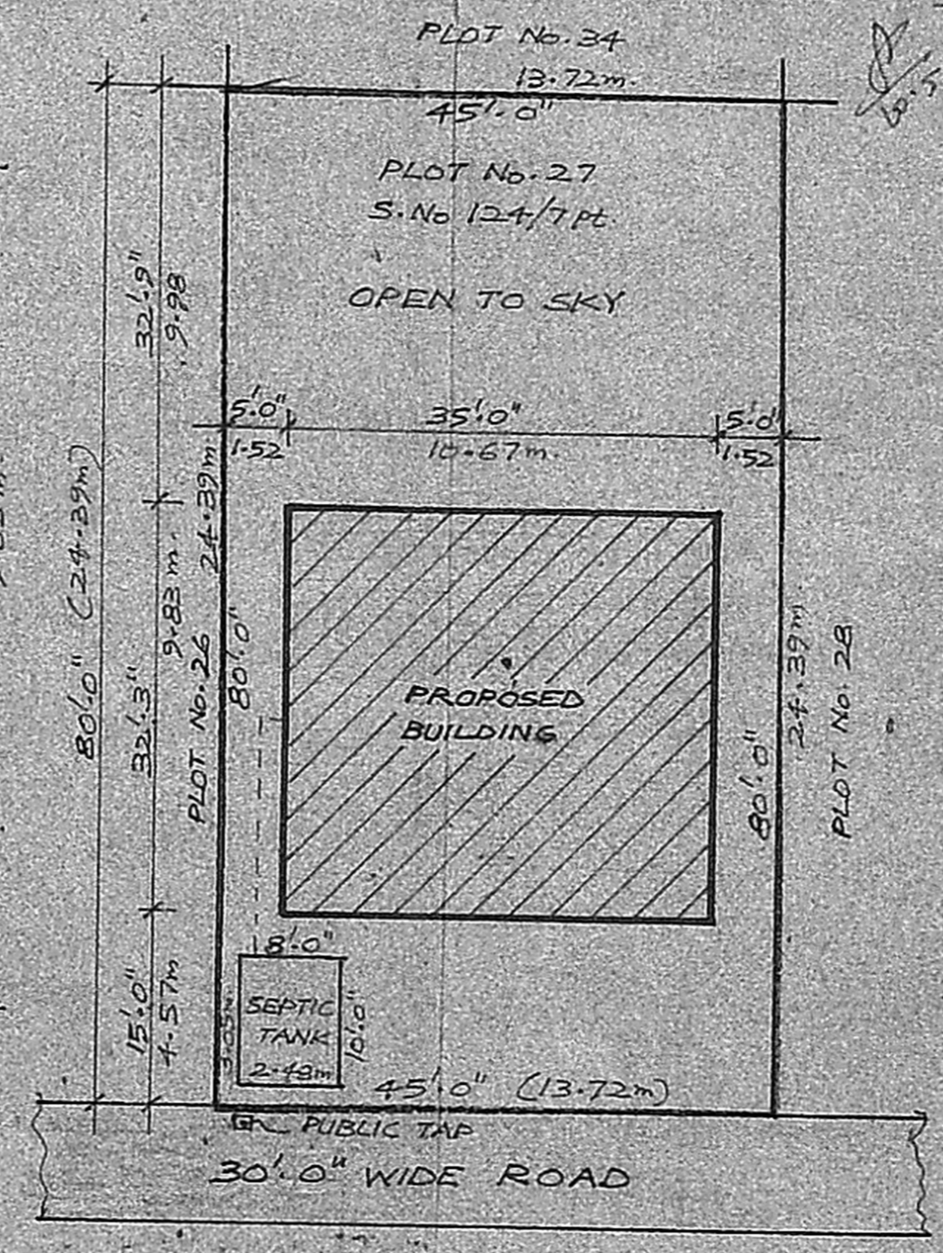 PLOT No.34
13.72m.
45'.0"
PLOT No.27
S.No 124/7 pt.
OPEN TO SKY
32'.9"
9.98
5'.0"
35'.0"
5'.0
1.52
10.67m.
1.52
80'.0" (24.39m)
32'.3"
9.83 m.
PLOT No.26
24.39m
80'.0"
PROPOSED
BUILDING
80'.0"
24.39m
PLOT No. 28
15'.0"
4.57m
8'.0"
SEPTIC
TANK
3.05m
10'.0"
2.43m
45'.0" (13.72m)
PUBLIC TAP
30'.0" WIDE ROAD